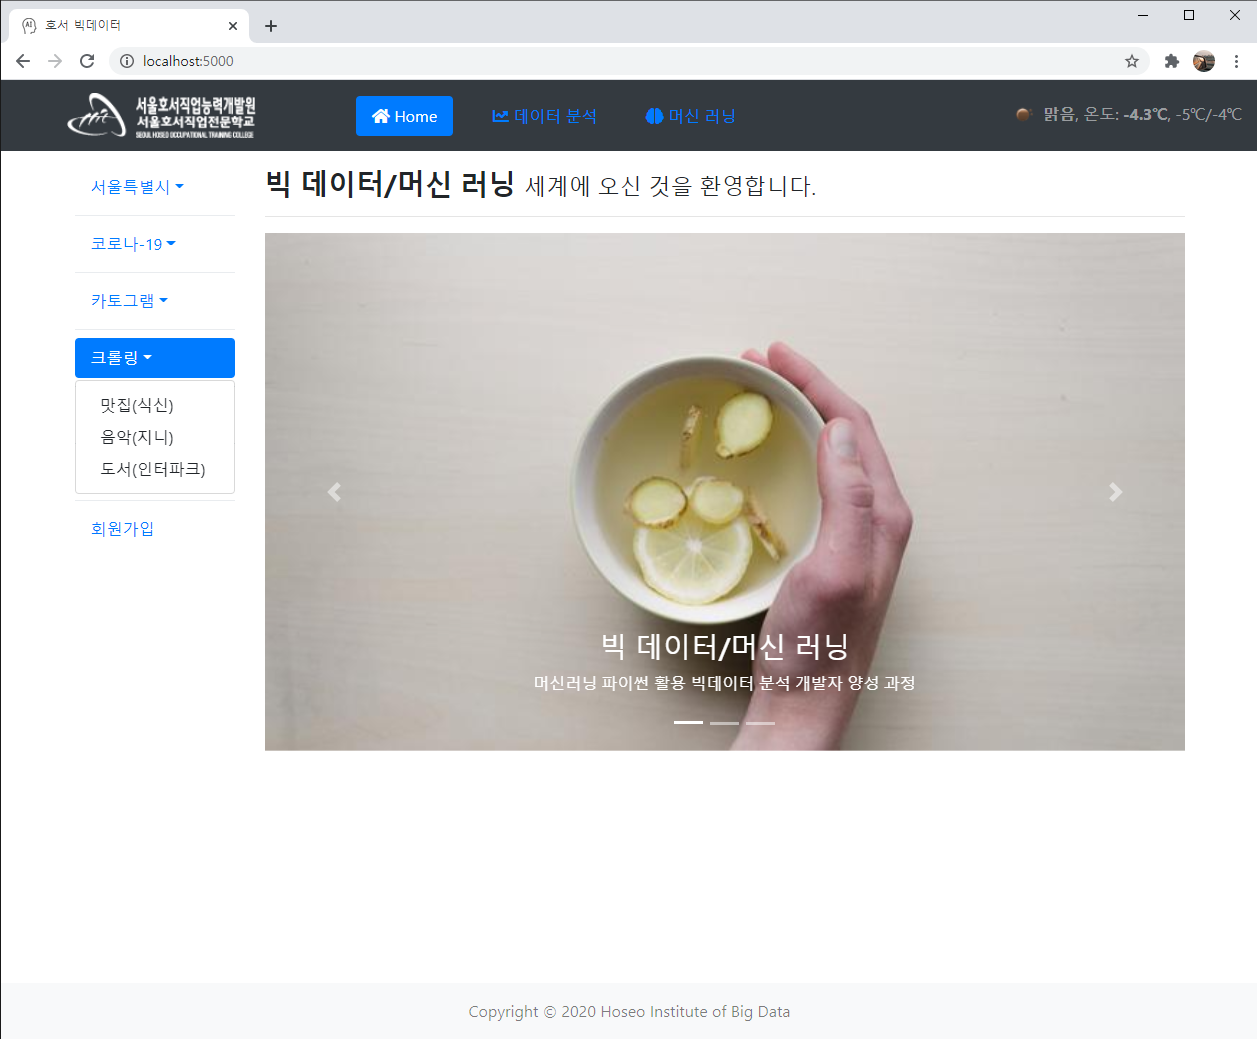 호서 빅데이터
localhost:5000
서울호서직업능력개발원
서울호서직업전문학교
SEOUL HOSEO OCCUPATIONAL TRAINING COLLEGE
Home
데이터 분석
머신 러닝
맑음, 온도: -4.3℃, -5℃/-4℃
서울특별시
코로나-19
카토그램
크롤링
맛집(식신)
음악(지니)
도서(인터파크)
회원가입
빅 데이터/머신 러닝 세계에 오신 것을 환영합니다.
빅 데이터/머신 러닝
머신러닝 파이썬 활용 빅데이터 분석 개발자 양성 과정
Copyright © 2020 Hoseo Institute of Big Data